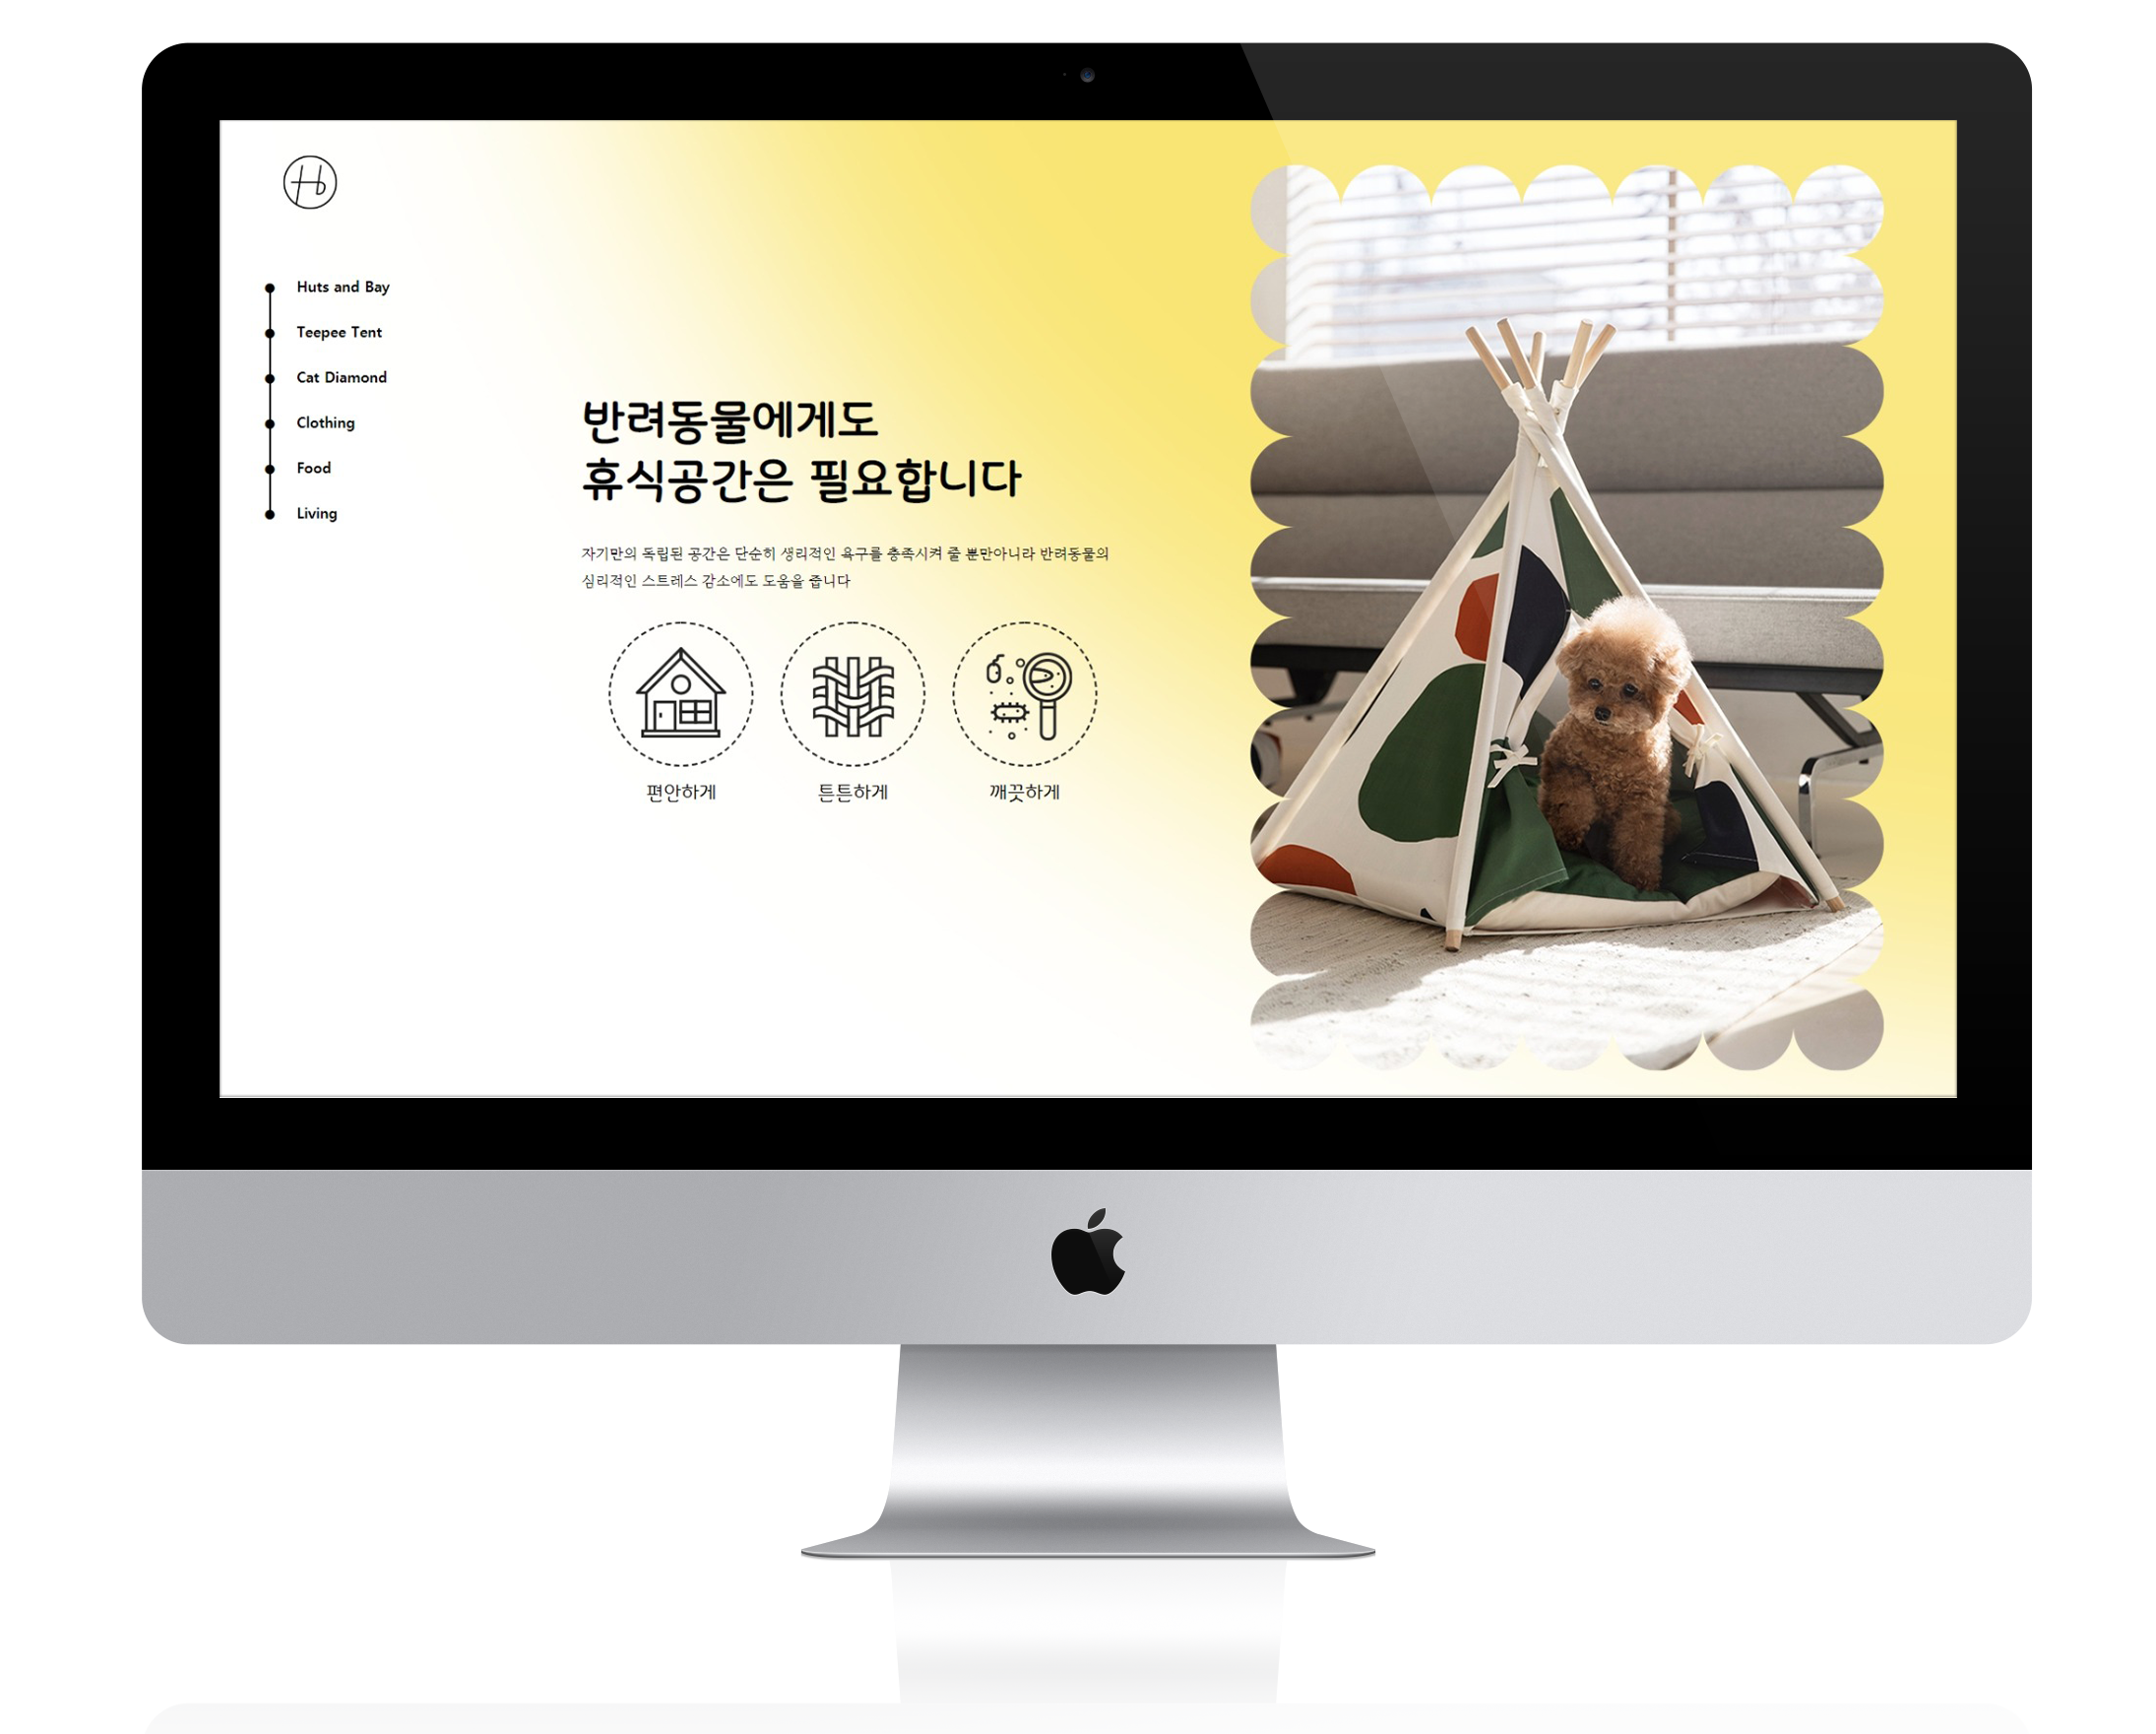 Hb
Huts and Bay
Teepee Tent
Cat Diamond
Clothing
Food
Living
반려동물에게도
휴식공간은 필요합니다
자기만의 독립된 공간은 단순히 생리적인 욕구를 충족시켜 줄 뿐만아니라 반려동물의
심리적인 스트레스 감소에도 도움을 줍니다
편안하게
튼튼하게
깨끗하게